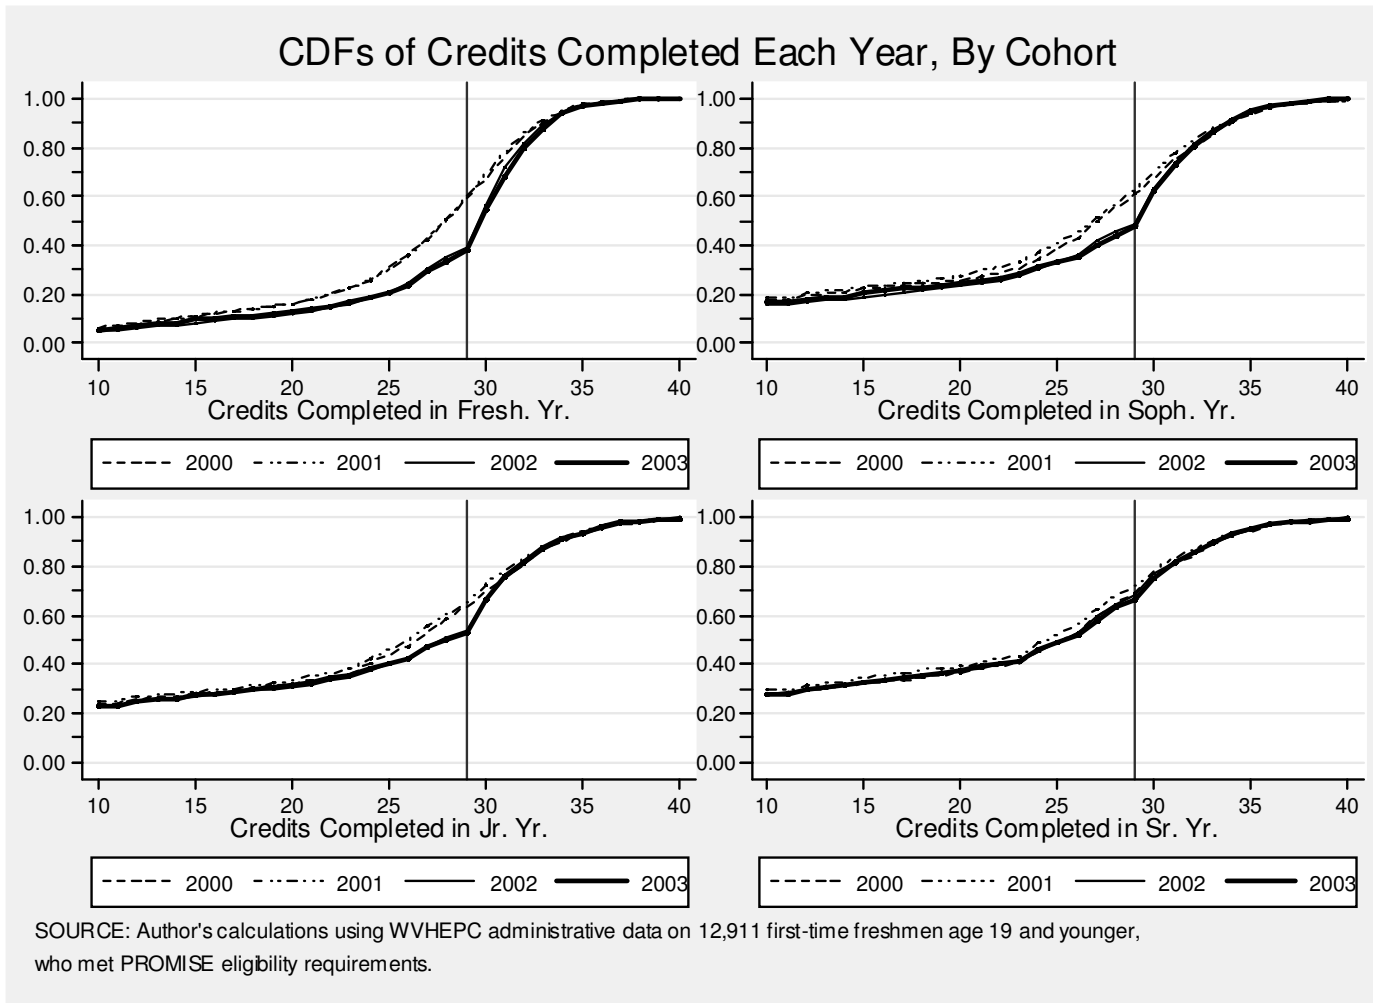 CDFs of Credits Completed Each Year, By Cohort
1.00
0.80
0.60
0.40
0.20
0.00
10 15 20 25 30 35 40
Credits Completed in Fresh. Yr.
2000 2001 2002 2003
1.00
0.80
0.60
0.40
0.20
0.00
10 15 20 25 30 35 40
Credits Completed in Soph. Yr.
2000 2001 2002 2003
1.00
0.80
0.60
0.40
0.20
0.00
10 15 20 25 30 35 40
Credits Completed in Jr. Yr.
2000 2001 2002 2003
1.00
0.80
0.60
0.40
0.20
0.00
10 15 20 25 30 35 40
Credits Completed in Sr. Yr.
2000 2001 2002 2003
SOURCE: Author's calculations using WVHEPC administrative data on 12,911 first-time freshmen age 19 and younger,
who met PROMISE eligibility requirements.